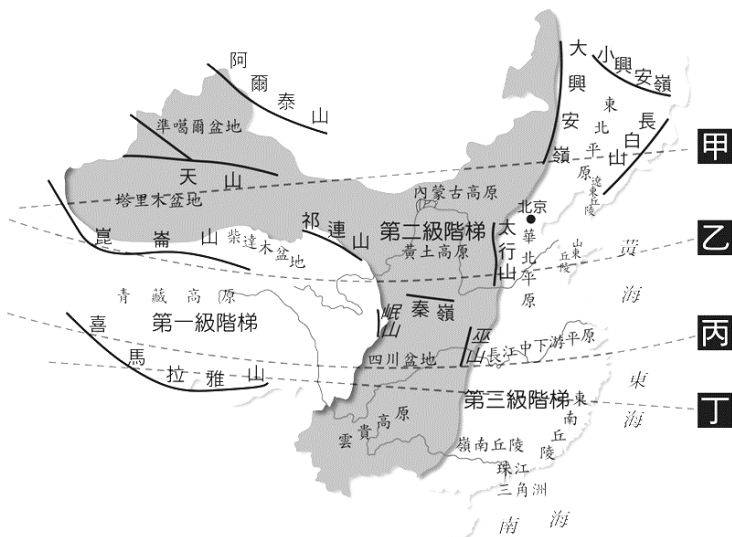 阿爾泰山
大興安嶺
小興安嶺
準噶爾盆地
東北平原
長白山
甲
天山
塔里木盆地
遼東丘陵
內蒙古高原
北京
崑崙山
柴達木盆地
祁連山
第二級階梯
太行山
黃土高原
華北平原
山東丘陵
黃海
乙
青藏高原
第一級階梯
秦嶺
岷山
喜馬拉雅山
四川盆地
巫山
長江中下游平原
丙
第三級階梯
東南丘陵
東海
丁
雲貴高原
嶺南丘陵
珠江
三角洲
南海